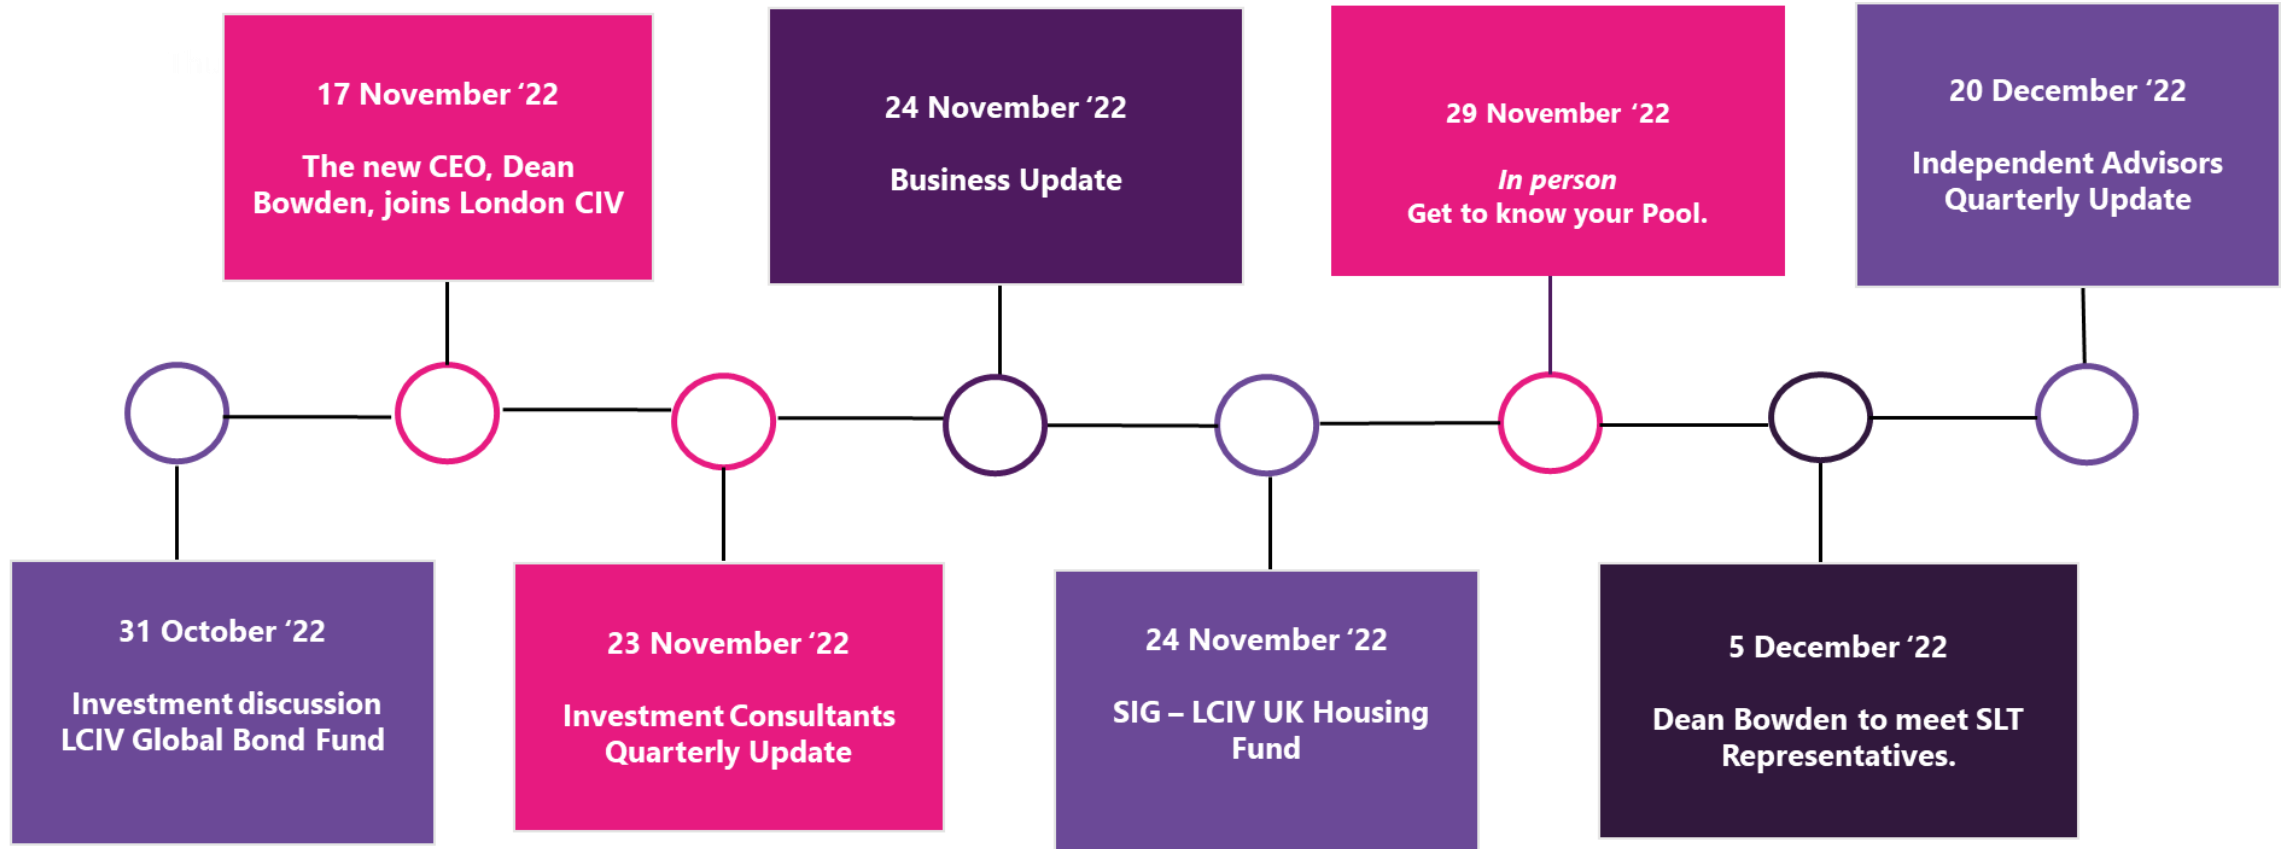 17 November ‘22
The new CEO, Dean
Bowden, joins London CIV
24 November ‘22
Business Update
29 November ‘22
In person
Get to know your Pool.
20 December ‘22
Independent Advisors
Quarterly Update
31 October ‘22
Investment discussion
LCIV Global Bond Fund
23 November ‘22
Investment Consultants
Quarterly Update
24 November ‘22
SIG – LCIV UK Housing
Fund
5 December ‘22
Dean Bowden to meet SLT
Representatives.